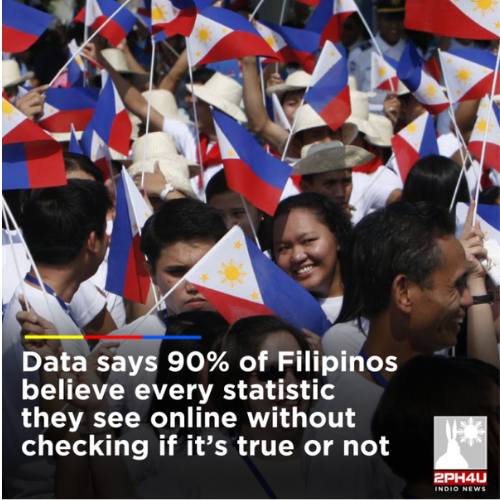 Data says 90% of Filipinos
believe every statistic
they see online without
checking if it's true or not
2PH4U
INDIO NEWS